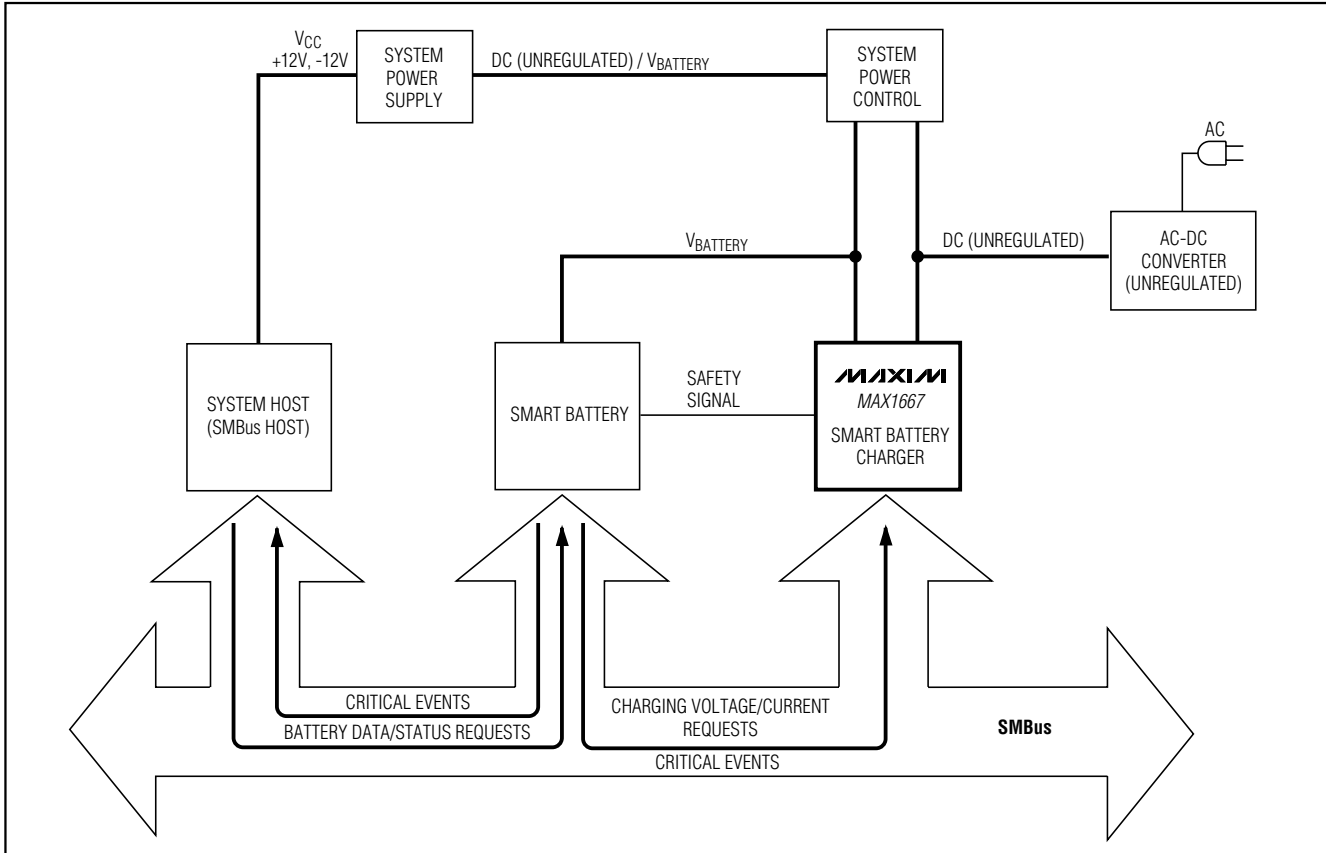 VCC
+12V, -12V
SYSTEM
POWER
SUPPLY
DC (UNREGULATED) / VBATTERY
SYSTEM
POWER
CONTROL
AC
VBATTERY
DC (UNREGULATED)
AC-DC
CONVERTER
(UNREGULATED)
SYSTEM HOST
(SMBus HOST)
SMART BATTERY
SAFETY
SIGNAL
MAXIM
MAX1667
SMART BATTERY
CHARGER
CRITICAL EVENTS
BATTERY DATA/STATUS REQUESTS
CHARGING VOLTAGE/CURRENT
REQUESTS
CRITICAL EVENTS
SMBus